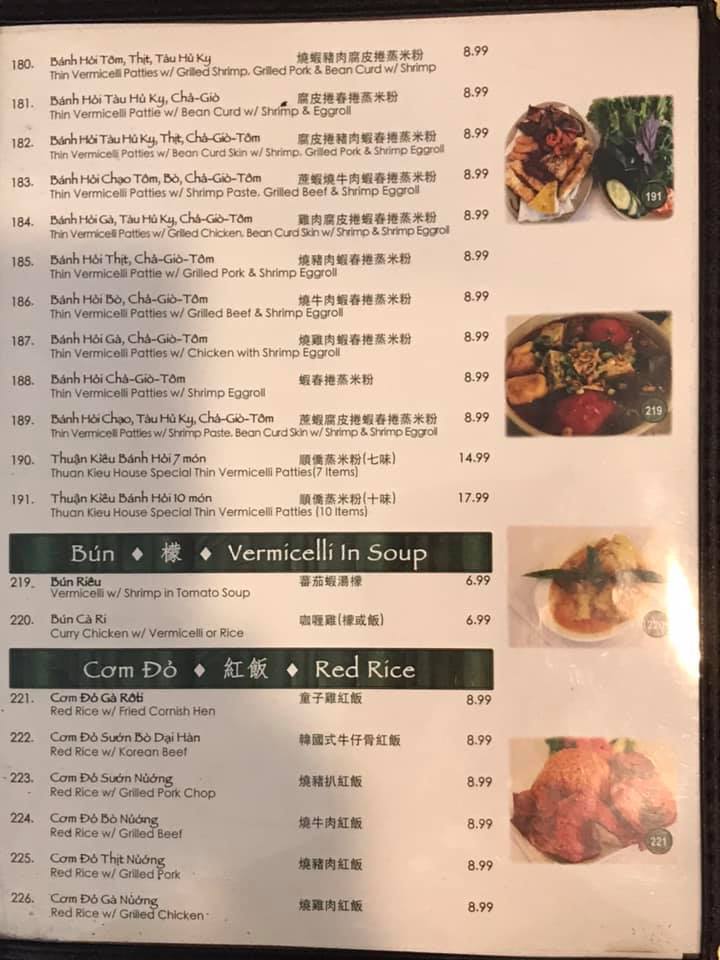 180. Bánh Hỏi Tôm, Thịt, Tàu Hủ Ky 燒蝦豬肉腐皮捲蒸米粉 8.99
Thin Vermicelli Patties w/ Grilled Shrimp, Grilled Pork & Bean Curd w/ Shrimp
181. Bánh Hỏi Tàu Hủ Ky, Chả-Giò 腐皮捲春捲蒸米粉 8.99
Thin Vermicelli Pattie w/ Bean Curd w/ Shrimp & Eggroll
182. Bánh Hỏi Tàu Hủ Ky, Thịt, Chả-Giò-Tôm 腐皮捲豬肉蝦春捲蒸米粉 8.99
Thin Vermicelli Patties w/ Bean Curd Skin w/ Shrimp, Grilled Pork & Shrimp Eggroll
183. Bánh Hỏi Chạo Tôm, Bò, Chả-Giò-Tôm 蔗蝦燒牛肉蝦春捲蒸米粉 8.99
Thin Vermicelli Patties w/ Shrimp Paste, Grilled Beef & Shrimp Eggroll
184. Bánh Hỏi Gà, Tàu Hủ Ky, Chả-Giò-Tôm 雞肉腐皮捲蝦春捲蒸米粉 8.99
Thin Vermicelli Patties w/ Grilled Chicken, Bean Curd Skin w/ Shrimp & Shrimp Eggroll
185. Bánh Hỏi Thịt, Chả-Giò-Tôm 燒豬肉蝦春捲蒸米粉 8.99
Thin Vermicelli Pattie w/ Grilled Pork & Shrimp Eggroll
186. Bánh Hỏi Bò, Chả-Giò-Tôm 燒牛肉蝦春捲蒸米粉 8.99
Thin Vermicelli Patties w/ Grilled Beef & Shrimp Eggroll
187. Bánh Hỏi Gà, Chả-Giò-Tôm 燒雞肉蝦春捲蒸米粉 8.99
Thin Vermicelli Patties w/ Chicken with Shrimp Eggroll
188. Bánh Hỏi Chả-Giò-Tôm 蝦春捲蒸米粉 8.99
Thin Vermicelli Patties w/ Shrimp Eggroll
189. Bánh Hỏi Chạo, Tàu Hủ Ky, Chả-Giò-Tôm 蔗蝦腐皮捲蝦春捲蒸米粉 8.99
Thin Vermicelli Patties w/ Shrimp Paste, Bean Curd Skin w/ Shrimp & Shrimp Eggroll
190. Thuận Kiều Bánh Hỏi 7 món 順僑蒸米粉(七味) 14.99
Thuan Kieu House Special Thin Vermicelli Patties(7 Items)
191. Thuận Kiều Bánh Hỏi 10 món 順僑蒸米粉(十味) 17.99
Thuan Kieu House Special Thin Vermicelli Patties (10 Items)
Bún ♦ 檬 ♦ Vermicelli In Soup
219. Bún Riêu 蕃茄蝦湯檬 6.99
Vermicelli w/ Shrimp in Tomato Soup
220. Bún Cà Ri 咖喱雞(檬或飯) 6.99
Curry Chicken w/ Vermicelli or Rice
Cơm Đỏ ♦ 紅飯 ♦ Red Rice
221. Cơm Đỏ Gà Rôti 童子雞紅飯 8.99
Red Rice w/ Fried Cornish Hen
222. Cơm Đỏ Sườn Bò Dại Hàn 韓國式牛仔骨紅飯 8.99
Red Rice w/ Korean Beef
223. Cơm Đỏ Sườn Nướng 燒豬扒紅飯 8.99
Red Rice w/ Grilled Pork Chop
224. Cơm Đỏ Bò Nướng 燒牛肉紅飯 8.99
Red Rice w/ Grilled Beef
225. Cơm Đỏ Thịt Nướng 燒豬肉紅飯 8.99
Red Rice w/ Grilled Pork
226. Cơm Đỏ Gà Nướng 燒雞肉紅飯 8.99
Red Rice w/ Grilled Chicken
191
219
220
221